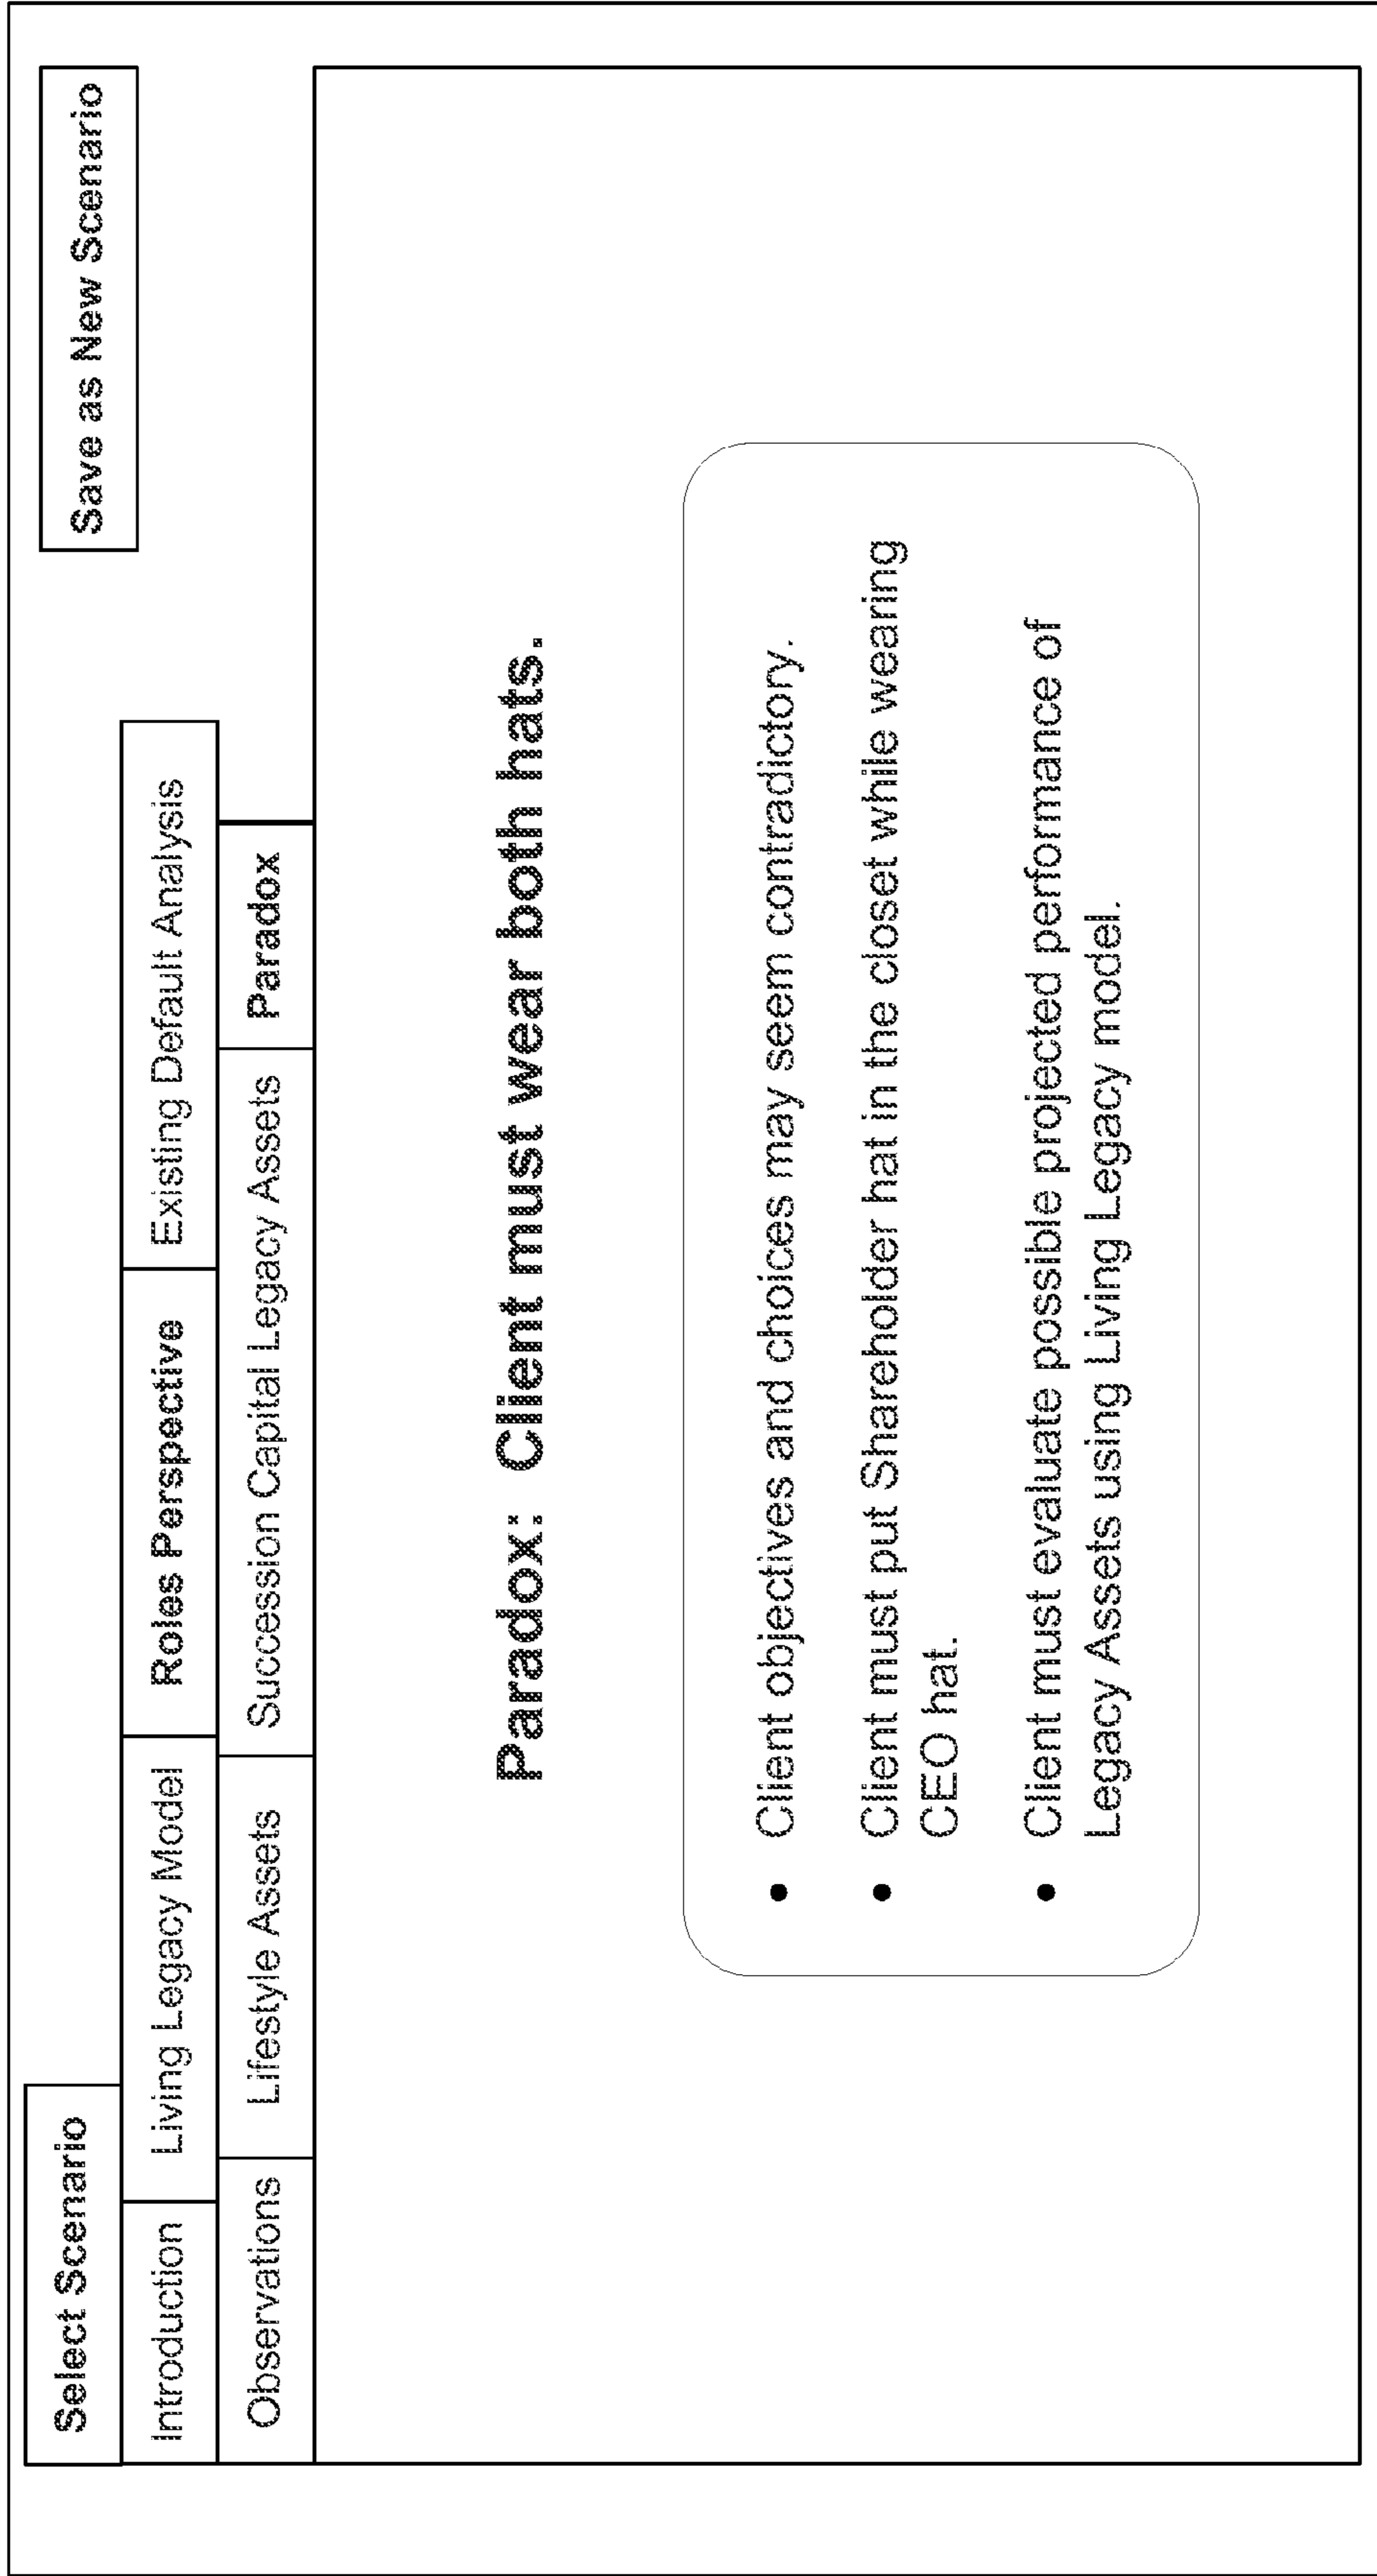 Select Scenario
Save as New Scenario
Introduction
Living Legacy Model
Roles Perspective
Existing Default Analysis
Observations
Lifestyle Assets
Succession Capital Legacy Assets
Paradox
Paradox: Client must wear both hats.
• Client objectives and choices may seem contradictory.
• Client must put Shareholder hat in the closet while wearing
CEO hat.
• Client must evaluate possible projected performance of
Legacy Assets using Living Legacy model.